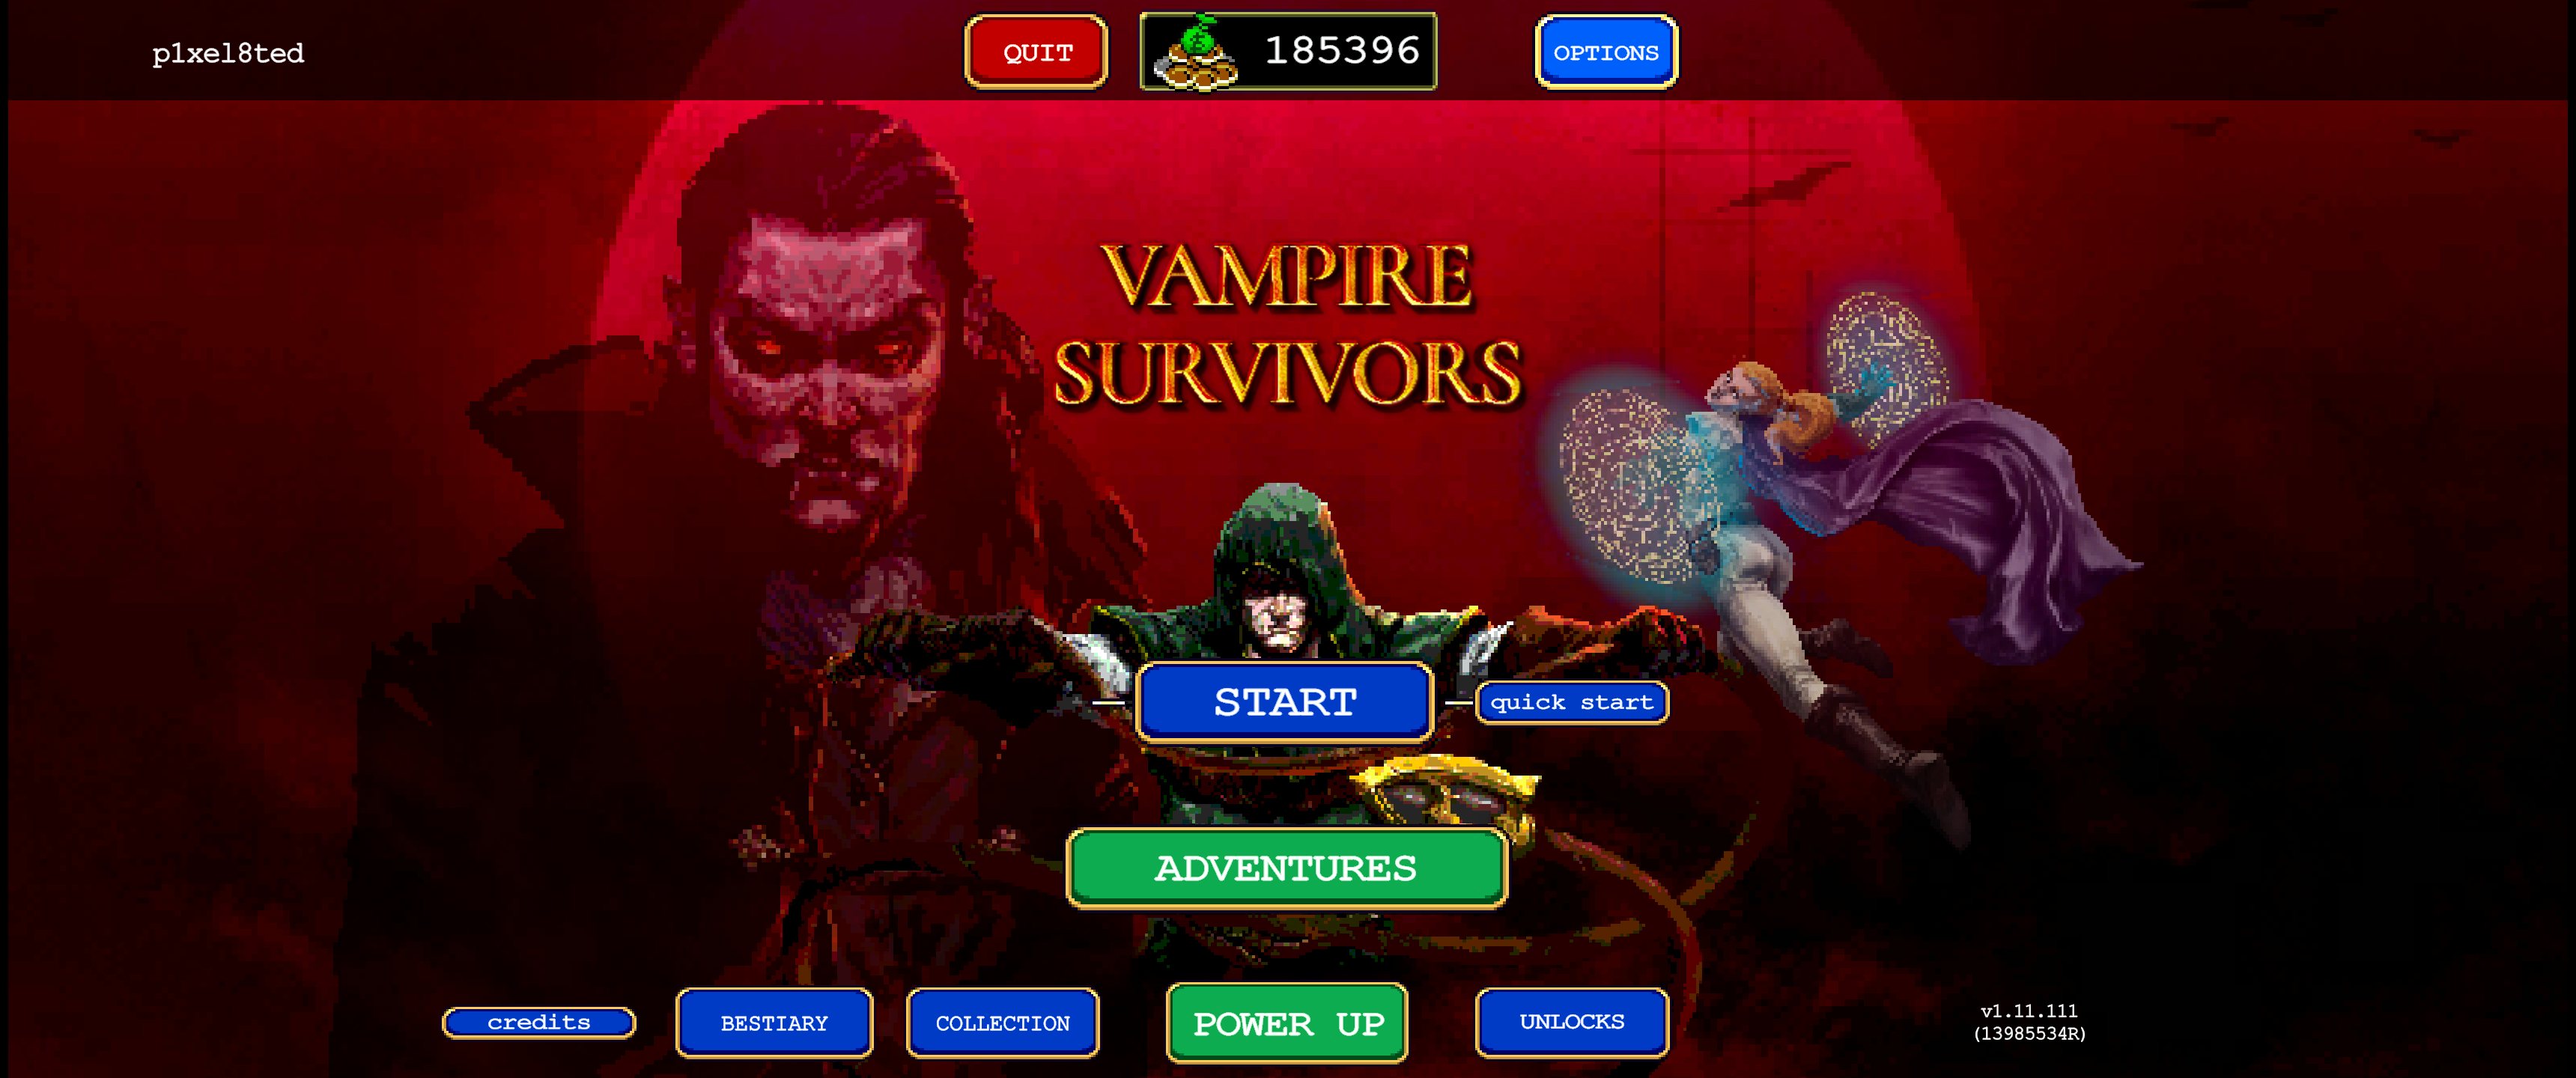 p1xel8ted
QUIT
185396
OPTIONS
VAMPIRE
SURVIVORS
START
quick start
ADVENTURES
credits
BESTIARY
COLLECTION
POWER UP
UNLOCKS
v1.11.111
(13985534R)